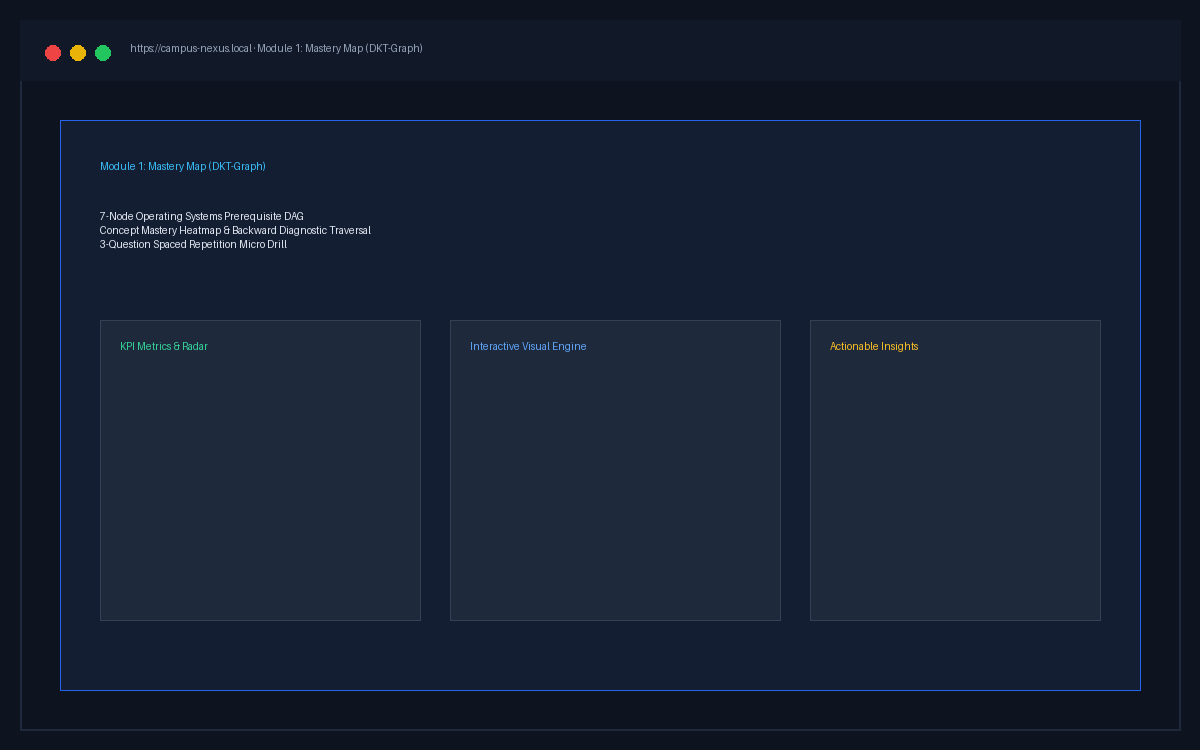 https://campus-nexus.local · Module 1: Mastery Map (DKT-Graph)
Module 1: Mastery Map (DKT-Graph)
7-Node Operating Systems Prerequisite DAG
Concept Mastery Heatmap & Backward Diagnostic Traversal
3-Question Spaced Repetition Micro Drill
KPI Metrics & Radar
Interactive Visual Engine
Actionable Insights